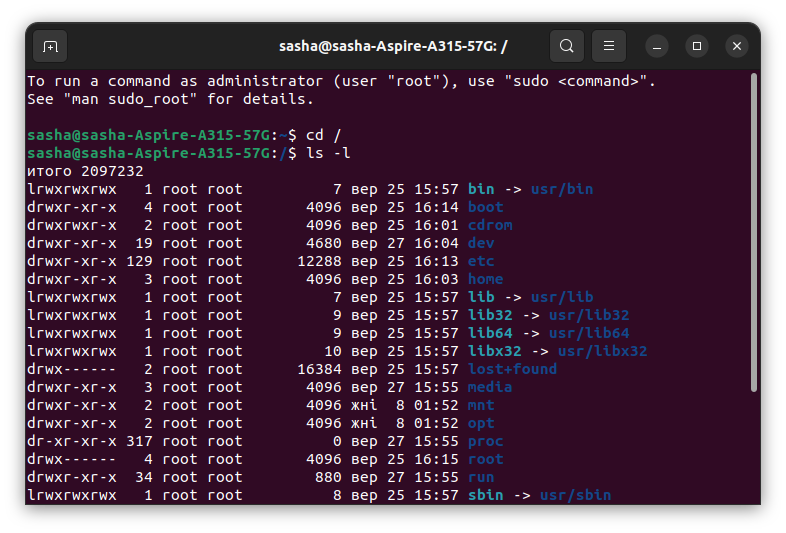 sasha@sasha-Aspire-A315-57G: /
To run a command as administrator (user "root"), use "sudo <command>".
See "man sudo_root" for details.
sasha@sasha-Aspire-A315-57G:~$ cd /
sasha@sasha-Aspire-A315-57G:/$ ls -l
итого 2097232
lrwxrwxrwx   1 root root          7 вер 25 15:57 bin -> usr/bin
drwxr-xr-x   4 root root       4096 вер 25 16:14 boot
drwxrwxr-x   2 root root       4096 вер 25 16:01 cdrom
drwxr-xr-x  19 root root       4680 вер 27 16:04 dev
drwxr-xr-x 129 root root      12288 вер 25 16:13 etc
drwxr-xr-x   3 root root       4096 вер 25 16:03 home
lrwxrwxrwx   1 root root          7 вер 25 15:57 lib -> usr/lib
lrwxrwxrwx   1 root root          9 вер 25 15:57 lib32 -> usr/lib32
lrwxrwxrwx   1 root root          9 вер 25 15:57 lib64 -> usr/lib64
lrwxrwxrwx   1 root root         10 вер 25 15:57 libx32 -> usr/libx32
drwx------   2 root root      16384 вер 25 15:57 lost+found
drwxr-xr-x   3 root root       4096 вер 27 15:55 media
drwxr-xr-x   2 root root       4096 жні  8 01:52 mnt
drwxr-xr-x   2 root root       4096 жні  8 01:52 opt
dr-xr-xr-x 317 root root          0 вер 27 15:55 proc
drwx------   4 root root       4096 вер 25 16:15 root
drwxr-xr-x  34 root root        880 вер 27 15:55 run
lrwxrwxrwx   1 root root          8 вер 25 15:57 sbin -> usr/sbin